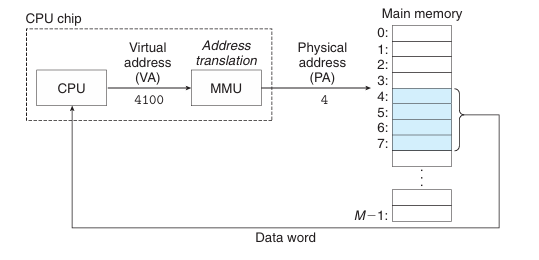 CPU chip
Main memory
Virtual
address
(VA)
Address
translation
Physical
address
(PA)
CPU
4100
MMU
4
0:
1:
2:
3:
4:
5:
6:
7:
M−1:
Data word